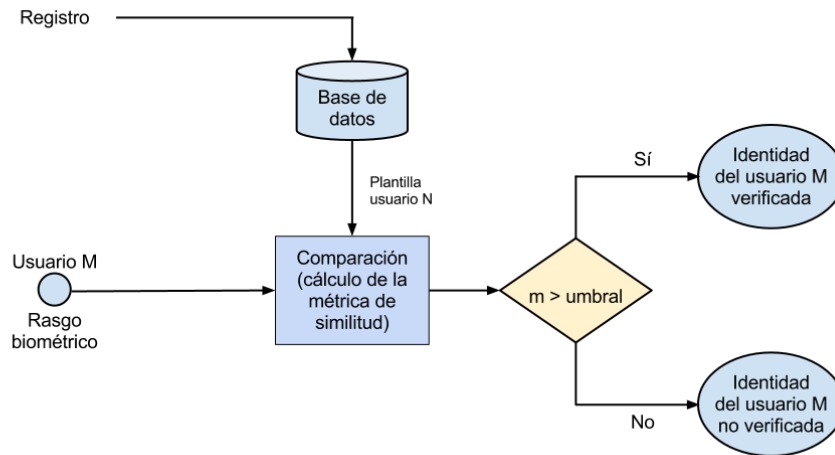 Registro
Base de
datos
Plantilla
usuario N
Usuario M
Rasgo
biométrico
Comparación
(cálculo de la
métrica de
similitud)
m > umbral
Sí
Identidad
del usuario M
verificada
No
Identidad
del usuario M
no verificada